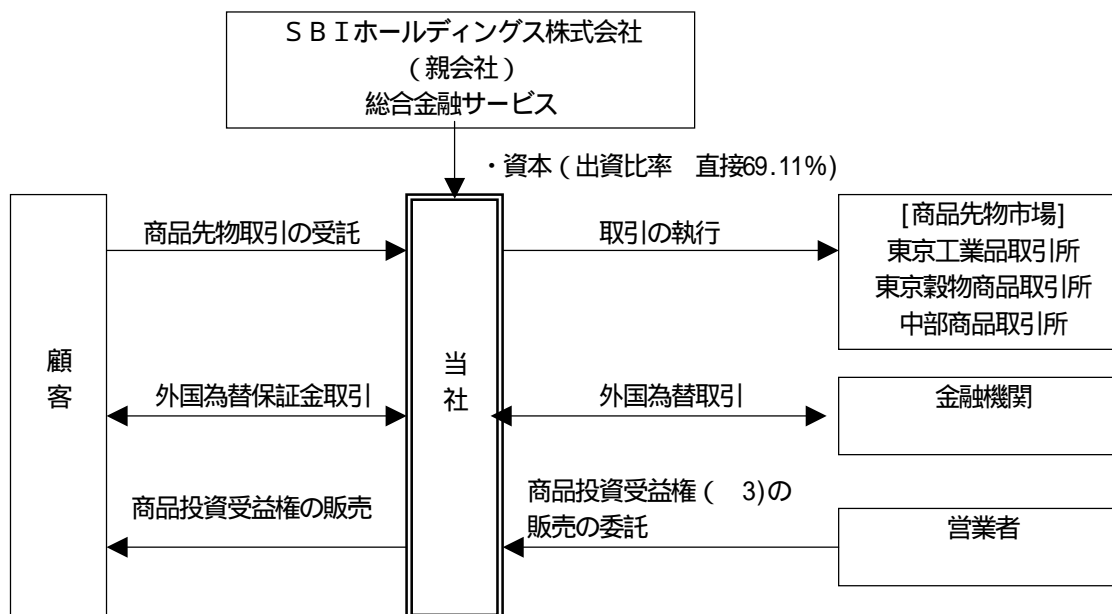 ＳＢＩホールディングス株式会社
（親会社）
総合金融サービス
・資本（出資比率　直接69.11％）
商品先物取引の受託
取引の執行
[商品先物市場]
東京工業品取引所
東京穀物商品取引所
中部商品取引所
顧客
当社
外国為替保証金取引
外国為替取引
金融機関
商品投資受益権の販売
商品投資受益権（　3)の
販売の委託
営業者